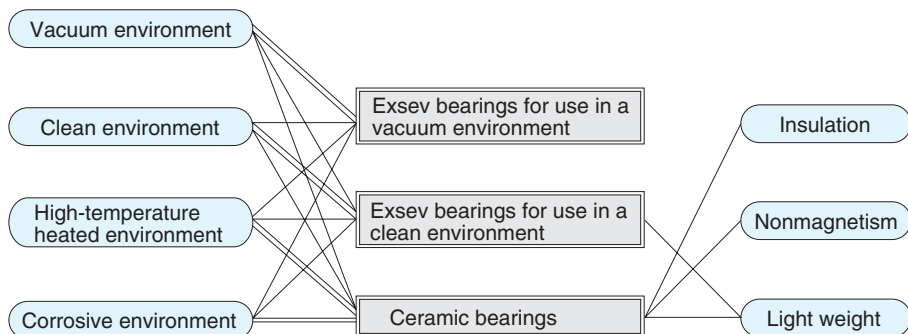 Vacuum environment
Clean environment
High-temperature
heated environment
Corrosive environment
Exsev bearings for use in a
vacuum environment
Exsev bearings for use in a
clean environment
Ceramic bearings
Insulation
Nonmagnetism
Light weight